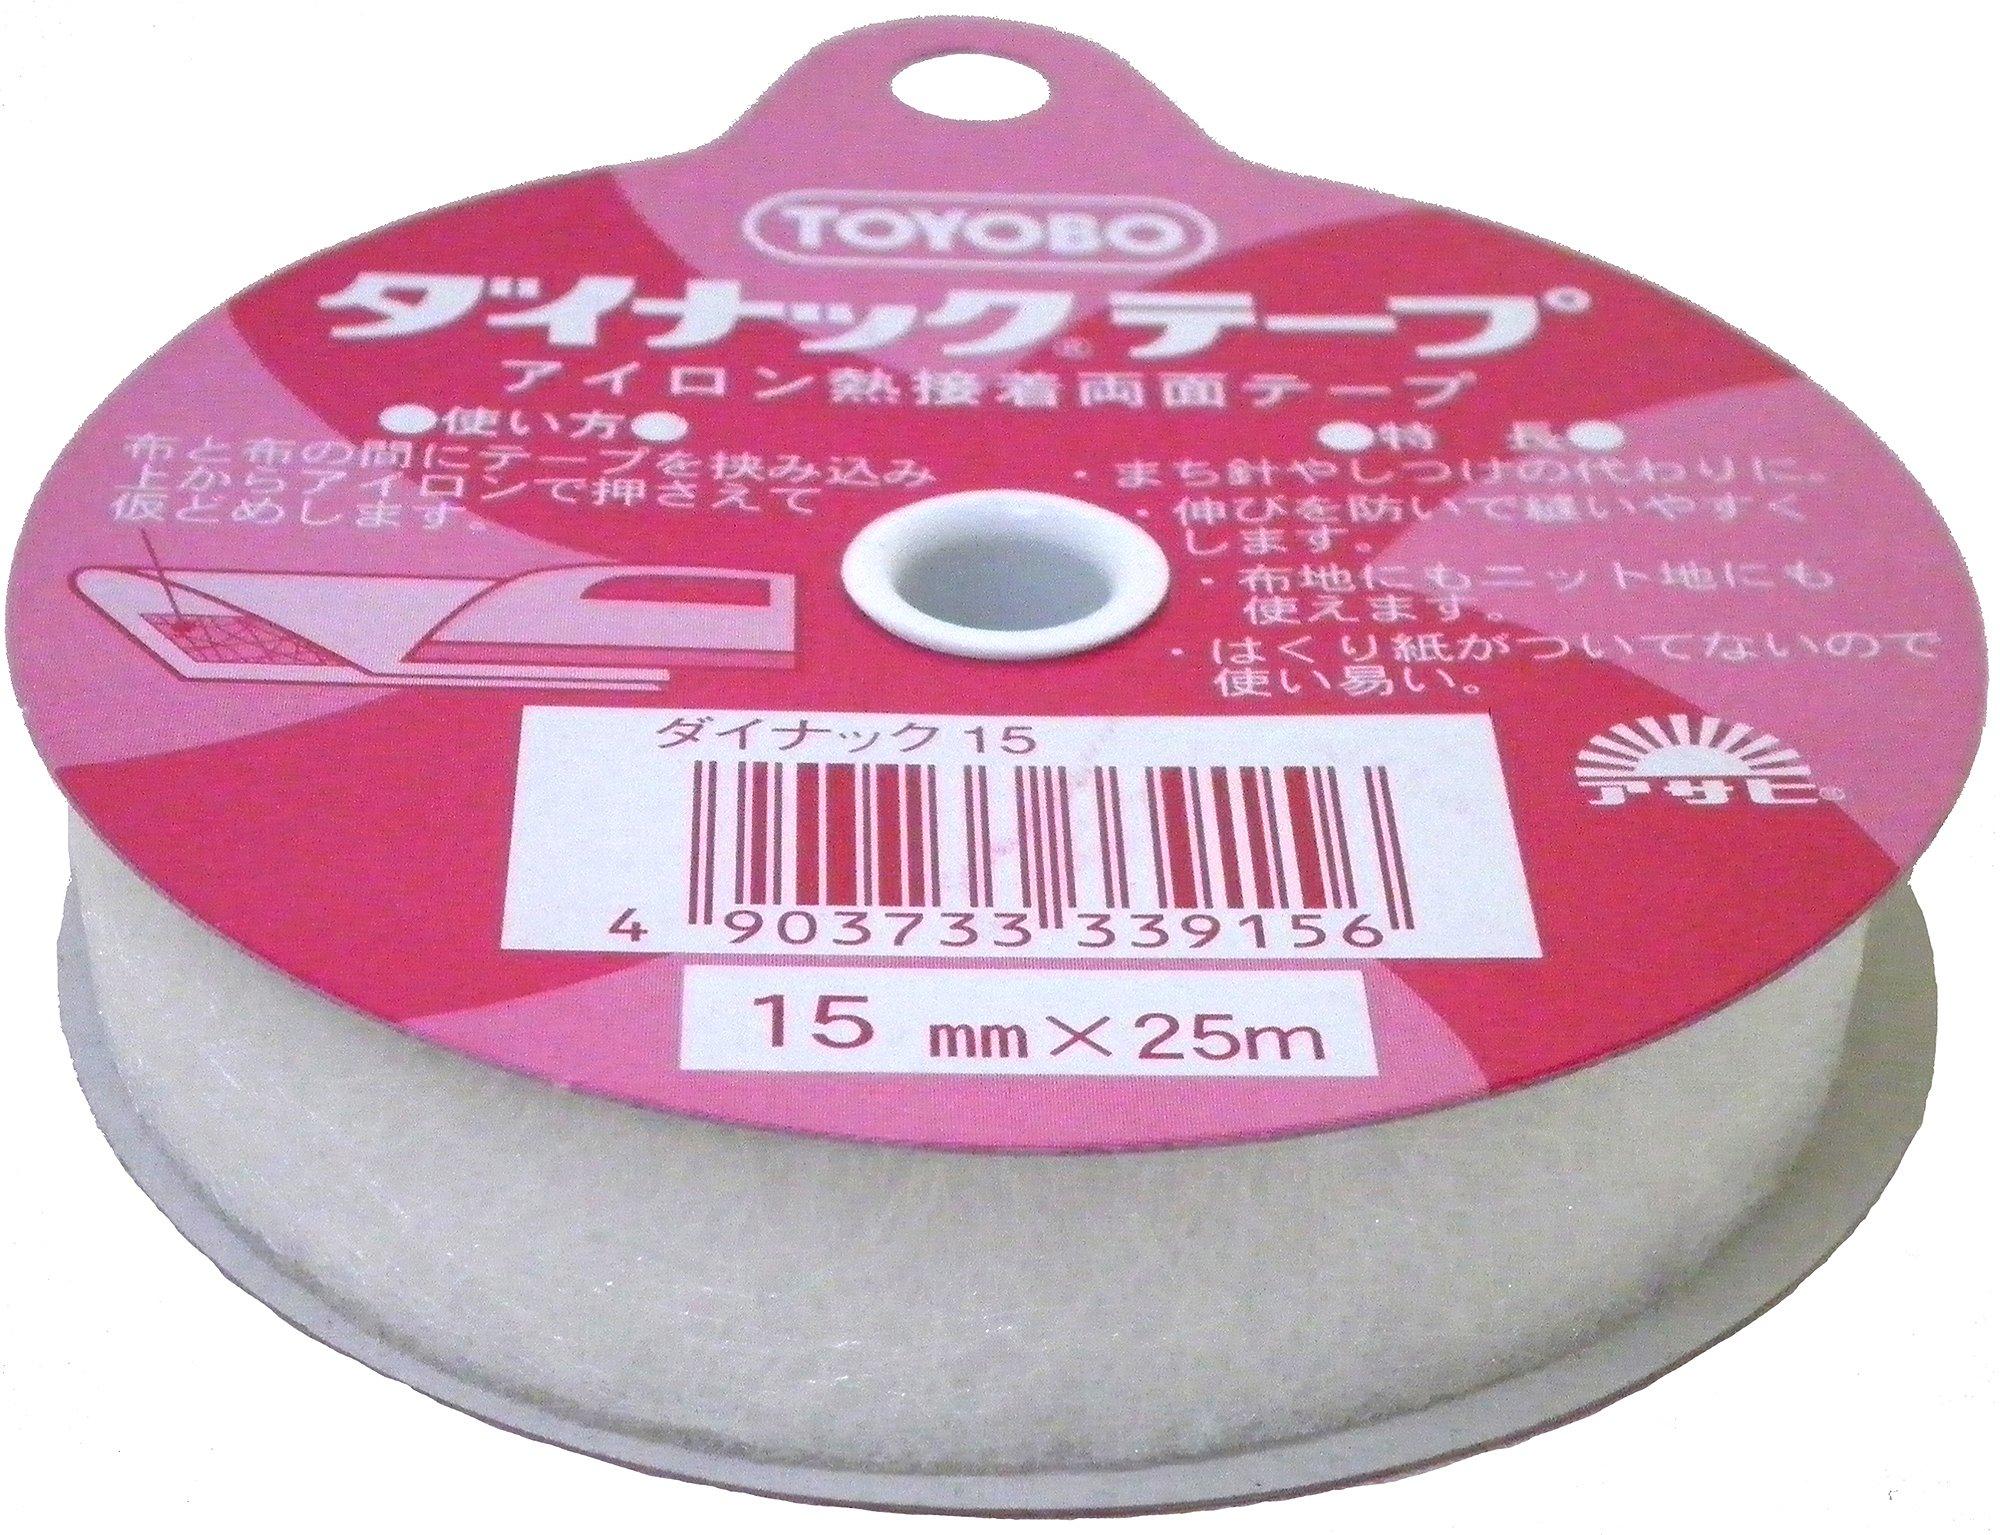 TOYOBO
ダイナック®テープ
アイロン熱接着両面テープ
●使い方●
布と布の間にテープを挟み込み
上からアイロンで押さえて
仮どめします。
●特 長●
・まち針やしつけの代わりに。
・伸びを防いで縫いやすく
します。
・布地にもニット地にも
使えます。
・はくり紙がついてないので
使い易い。
アサヒ®
ダイナック15
4 903733 339156
15 mm×25m